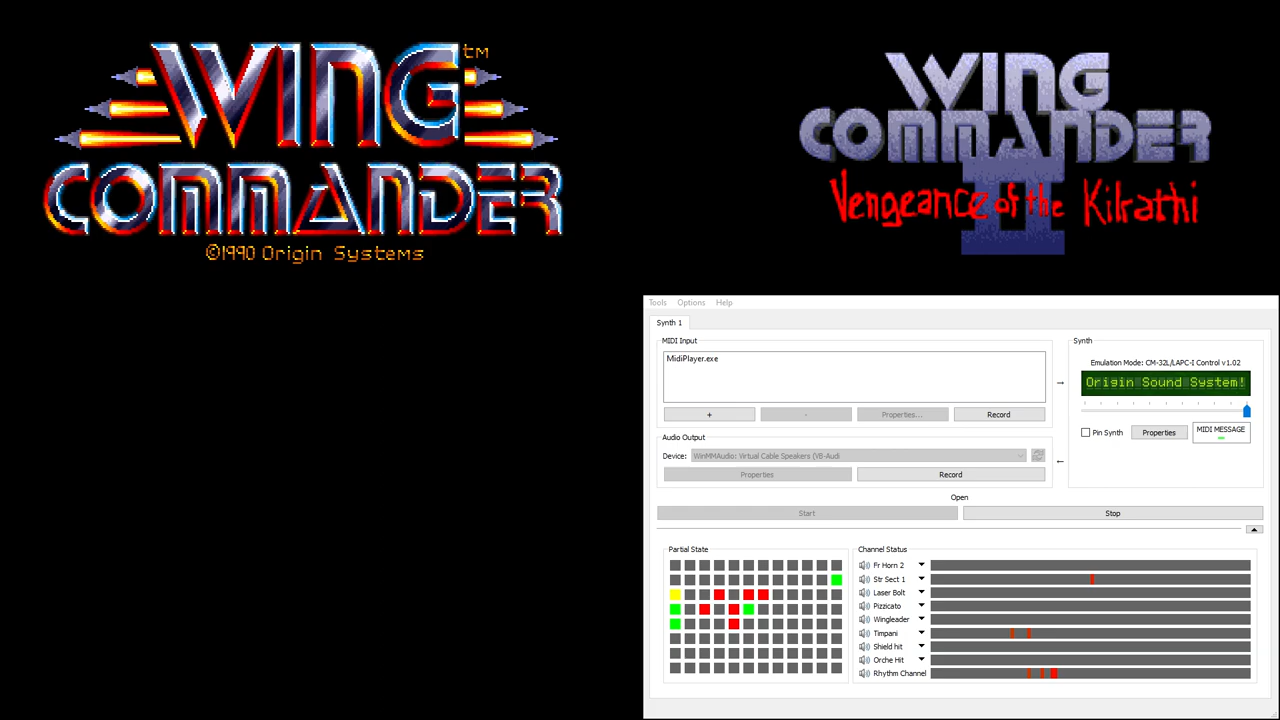 WING TM
COMMANDER
©1990 Origin Systems
WING
COMMANDER
II
Vengeance of the Kilrathi
Tools Options Help
Synth 1
MIDI Input
MidiPlayer.exe
+ - Properties... Record
Audio Output
Device: WinMMAudio: Virtual Cable Speakers (VB-Audi
Properties Record
Synth
Emulation Mode: CM-32L/LAPC-I Control v1.02
Origin Sound System!
Pin Synth Properties MIDI MESSAGE
Open
Start Stop
Partial State
Channel Status
Fr Horn 2
Str Sect 1
Laser Bolt
Pizzicato
Wingleader
Timpani
Shield hit
Orche Hit
Rhythm Channel